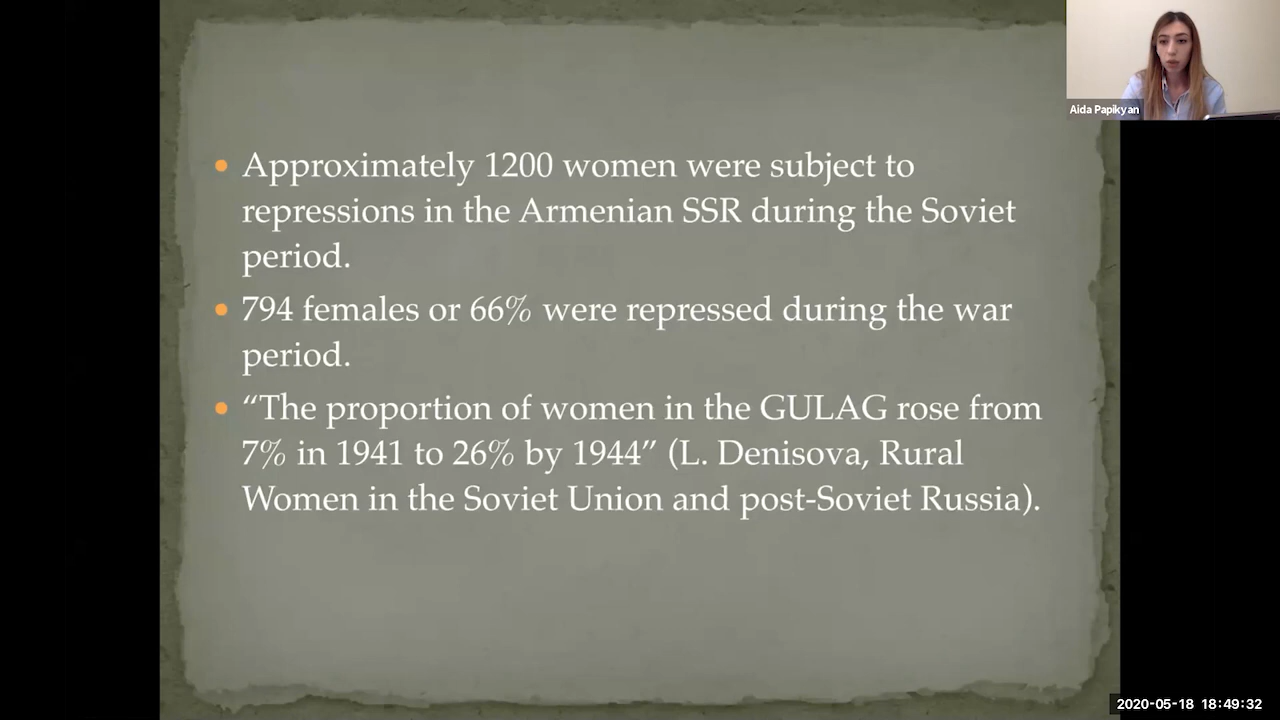 Aida Papikyan
• Approximately 1200 women were subject to
repressions in the Armenian SSR during the Soviet
period.
• 794 females or 66% were repressed during the war
period.
• “The proportion of women in the GULAG rose from
7% in 1941 to 26% by 1944” (L. Denisova, Rural
Women in the Soviet Union and post-Soviet Russia).
2020-05-18 18:49:32